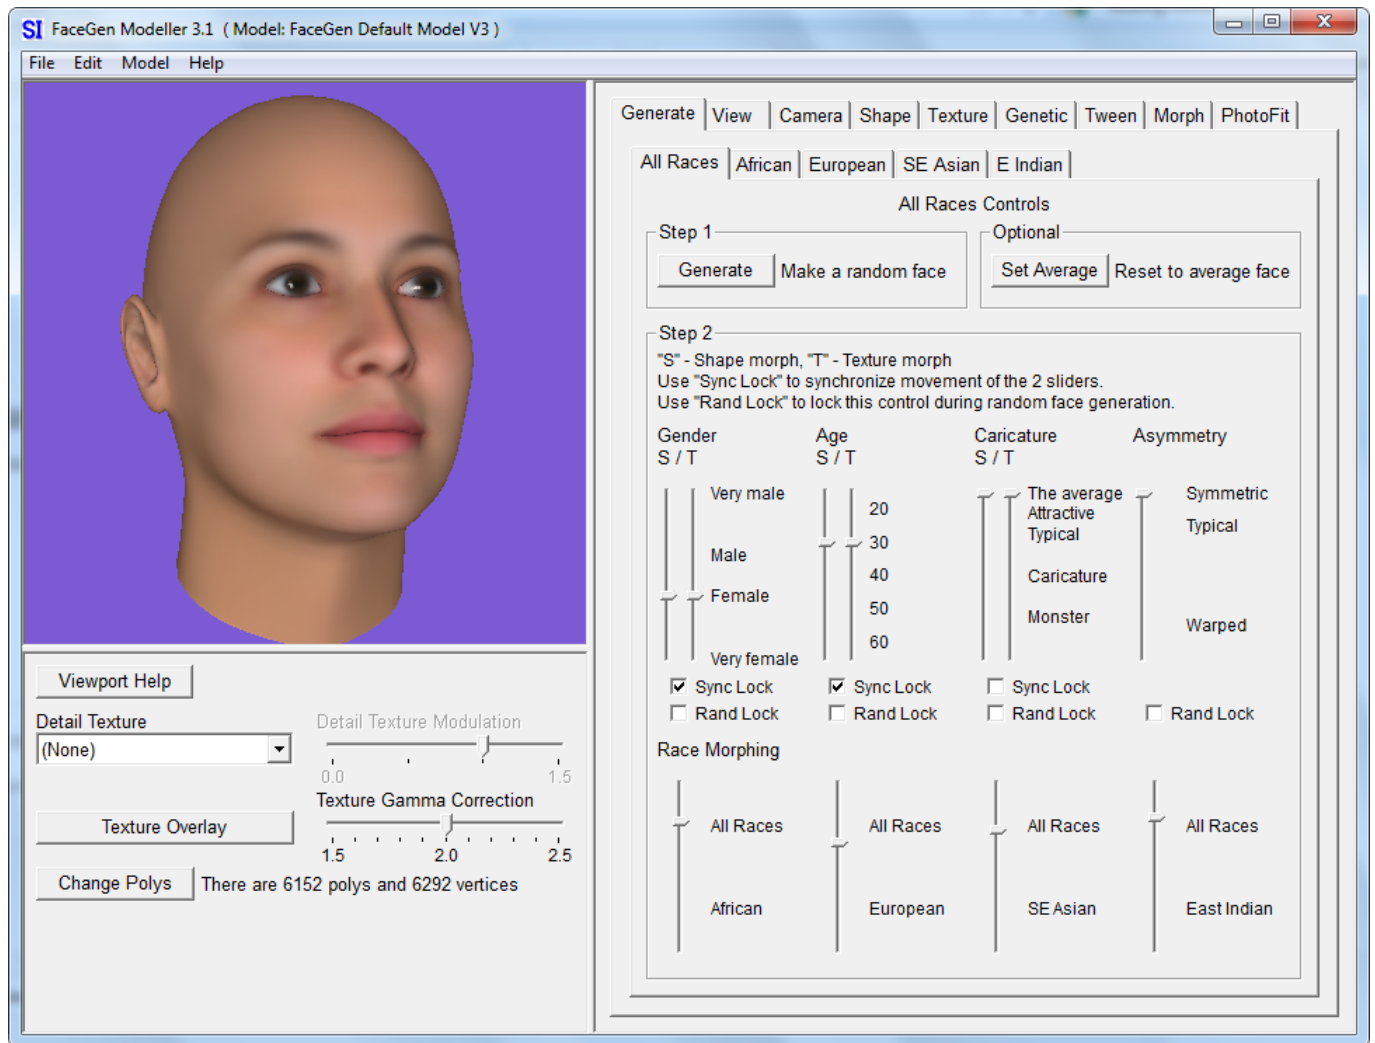 SI FaceGen Modeller 3.1 ( Model: FaceGen Default Model V3 )
File Edit Model Help
Generate View Camera Shape Texture Genetic Tween Morph PhotoFit
All Races African European SE Asian E Indian
All Races Controls
Step 1 Optional
Generate Make a random face Set Average Reset to average face
Step 2
"S" - Shape morph, "T" - Texture morph
Use "Sync Lock" to synchronize movement of the 2 sliders.
Use "Rand Lock" to lock this control during random face generation.
Gender Age Caricature Asymmetry
S / T S / T S / T
Very male The average Symmetric
20 Attractive
Typical Typical
Male 30
40 Caricature
Female 50 Monster Warped
60
Very female
Sync Lock Sync Lock Sync Lock
Rand Lock Rand Lock Rand Lock Rand Lock
Race Morphing
All Races All Races All Races All Races
African European SE Asian East Indian
Viewport Help
Detail Texture Detail Texture Modulation
(None)
0.0 1.5
Texture Gamma Correction
Texture Overlay
1.5 2.0 2.5
Change Polys There are 6152 polys and 6292 vertices